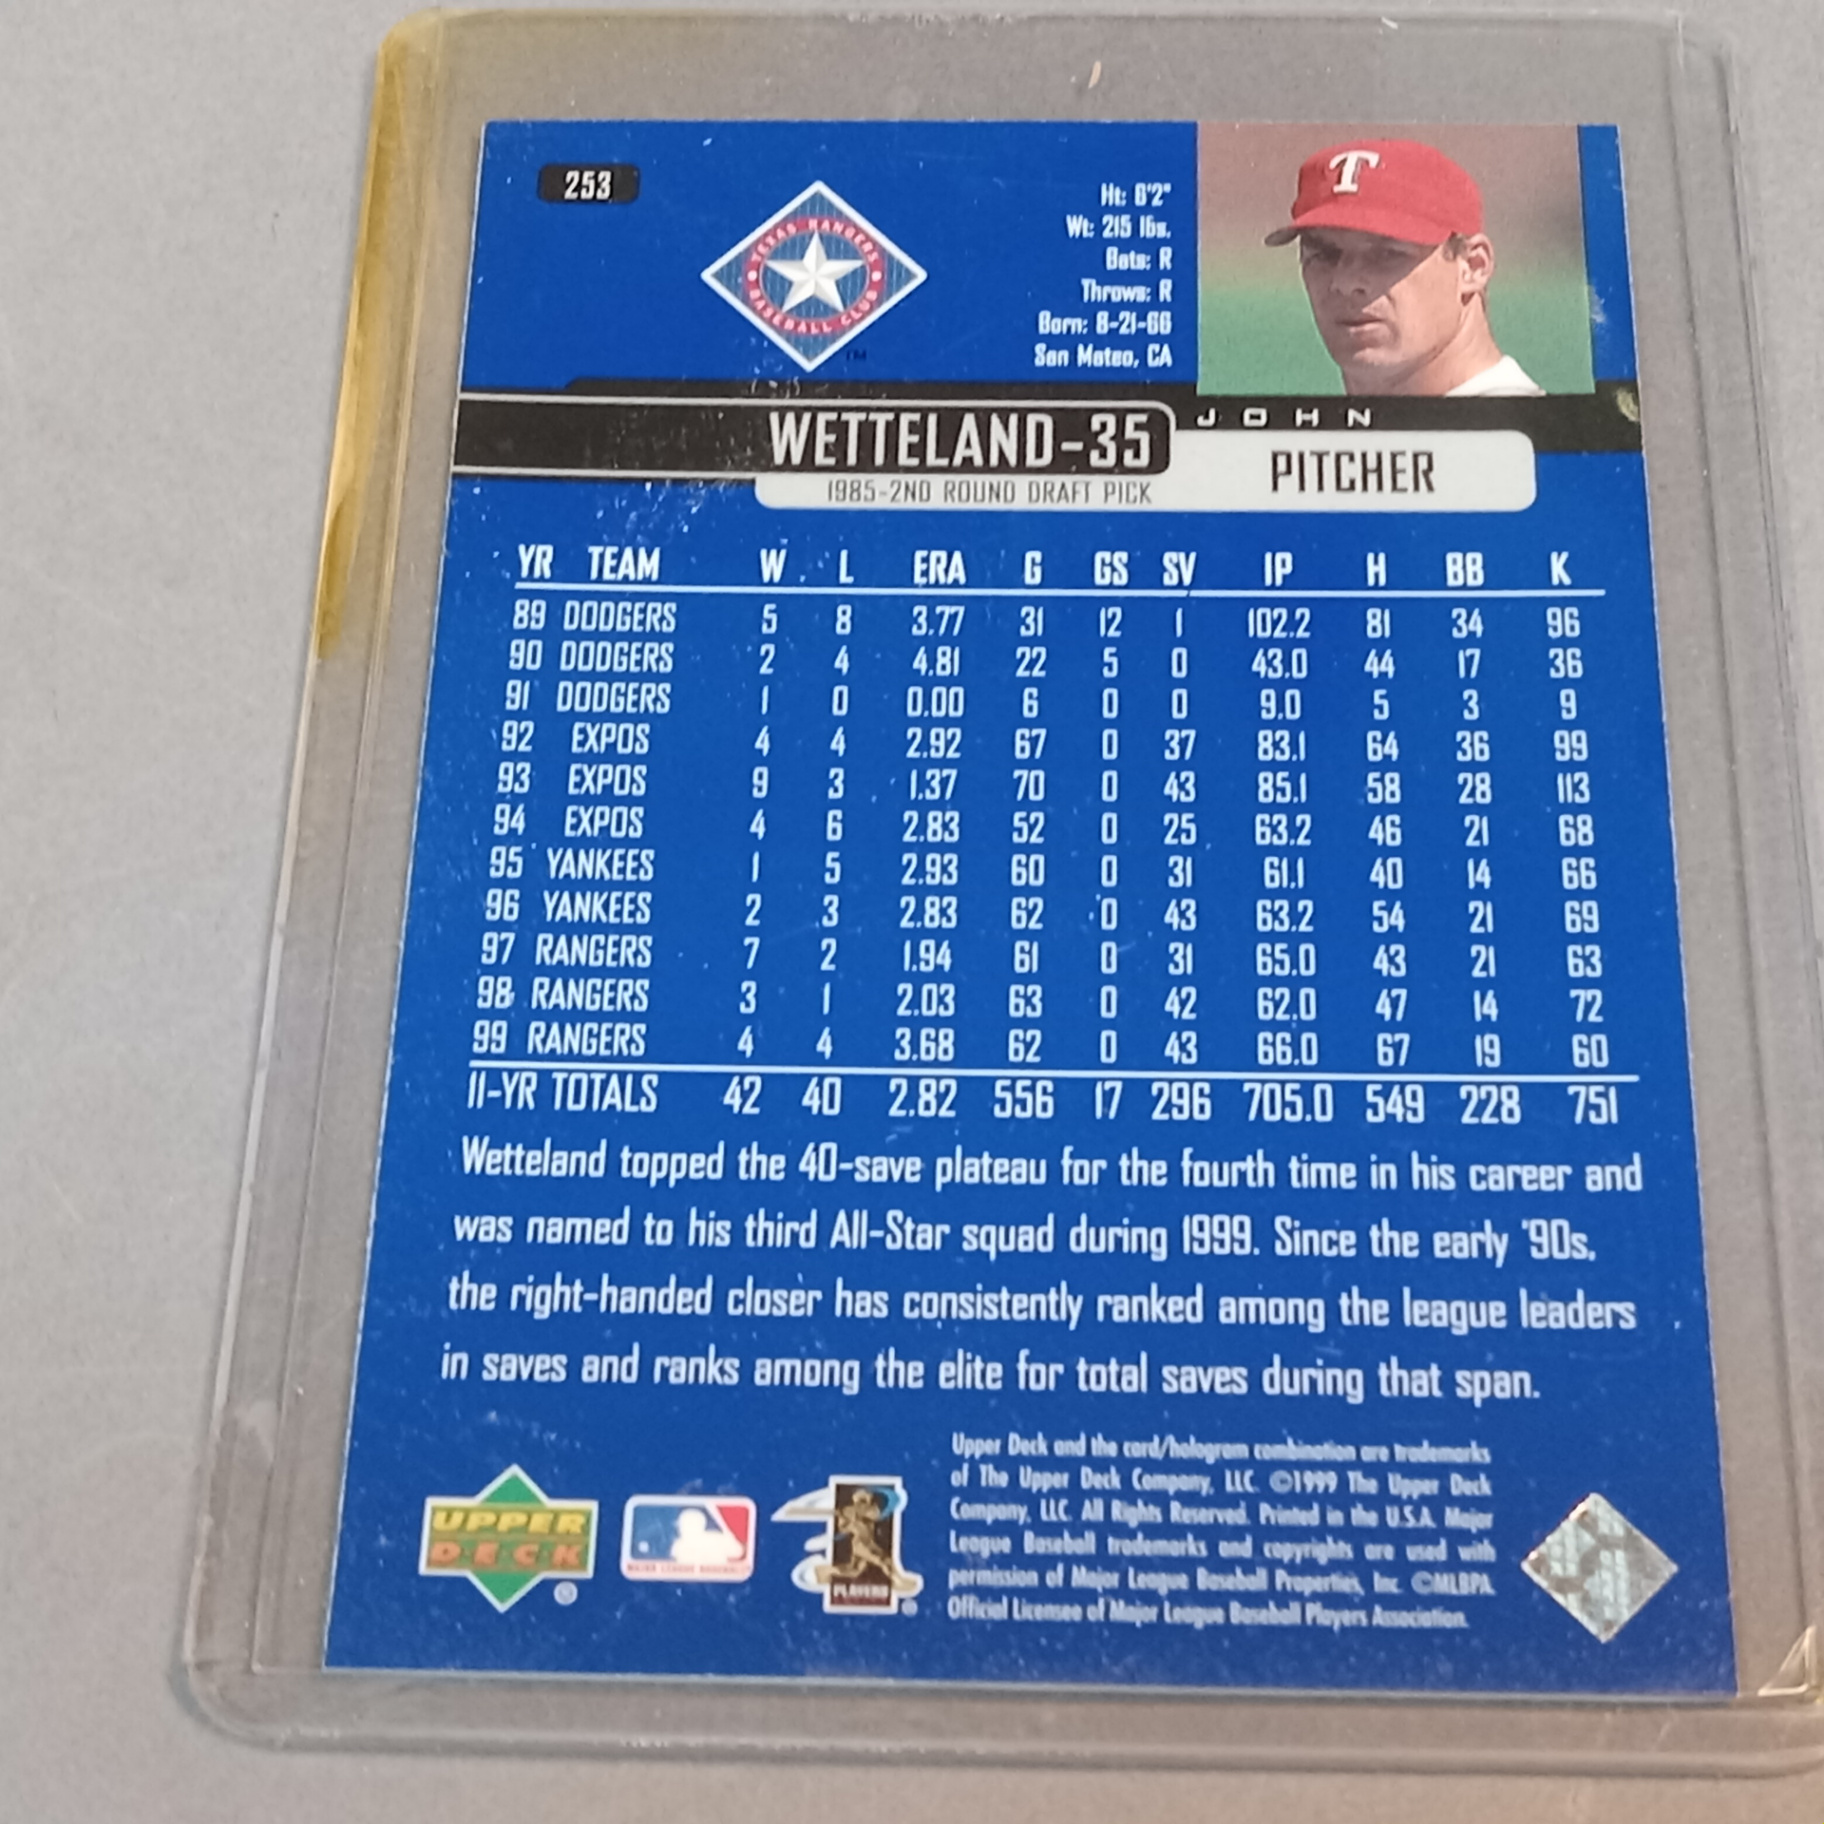 253
TEXAS RANGERS
BASEBALL CLUB
TM
T
Ht: 6'2"
Wt: 215 lbs.
Bats: R
Throws: R
Born: 8-21-66
San Mateo, CA
JOHN
WETTELAND-35
PITCHER
1985-2ND ROUND DRAFT PICK
YR TEAM W L ERA G GS SV IP H BB K
89 DODGERS 5 8 3.77 31 12 1 102.2 81 34 96
90 DODGERS 2 4 4.81 22 5 0 43.0 44 17 36
91 DODGERS 1 0 0.00 6 0 0 9.0 5 3 9
92 EXPOS 4 4 2.92 67 0 37 83.1 64 36 99
93 EXPOS 9 3 1.37 70 0 43 85.1 58 28 113
94 EXPOS 4 6 2.83 52 0 25 63.2 46 21 68
95 YANKEES 1 5 2.93 60 0 31 61.1 40 14 66
96 YANKEES 2 3 2.83 62 0 43 63.2 54 21 69
97 RANGERS 7 2 1.94 61 0 31 65.0 43 21 63
98 RANGERS 3 1 2.03 63 0 42 62.0 47 14 72
99 RANGERS 4 4 3.68 62 0 43 66.0 67 19 60
11-YR TOTALS 42 40 2.82 556 17 296 705.0 549 228 751
Wetteland topped the 40-save plateau for the fourth time in his career and
was named to his third All-Star squad during 1999. Since the early '90s,
the right-handed closer has consistently ranked among the league leaders
in saves and ranks among the elite for total saves during that span.
UPPER
DECK
®
MAJOR LEAGUE BASEBALL
PLAYERS
®
Upper Deck and the card/hologram combination are trademarks
of The Upper Deck Company, LLC. ©1999 The Upper Deck
Company, LLC. All Rights Reserved. Printed in the U.S.A. Major
League Baseball trademarks and copyrights are used with
permission of Major League Baseball Properties, Inc. ©MLBPA
Official Licensee of Major League Baseball Players Association.